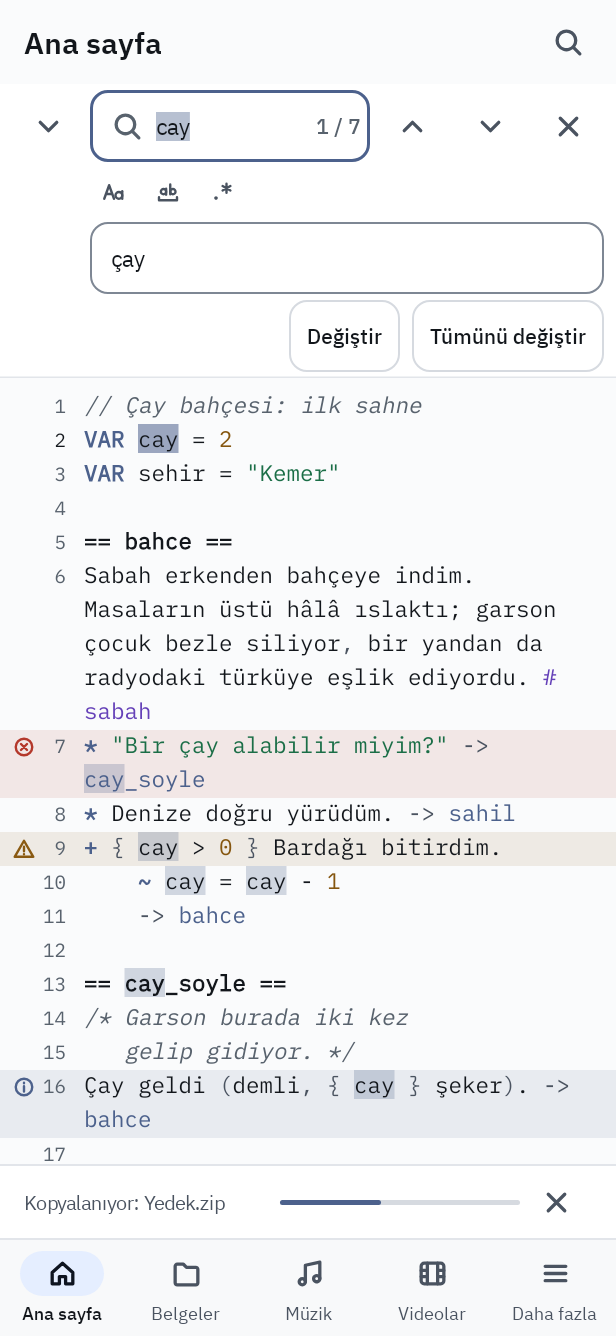 Ana sayfa
cay 1 / 7
Aa ab .*
çay
Değiştir Tümünü değiştir
1 // Çay bahçesi: ilk sahne
2 VAR cay = 2
3 VAR sehir = "Kemer"
4
5 == bahce ==
6 Sabah erkenden bahçeye indim.
Masaların üstü hâlâ ıslaktı; garson
çocuk bezle siliyor, bir yandan da
radyodaki türküye eşlik ediyordu. #
sabah
7 * "Bir çay alabilir miyim?" ->
cay_soyle
8 * Denize doğru yürüdüm. -> sahil
9 + { cay > 0 } Bardağı bitirdim.
10 ~ cay = cay - 1
11 -> bahce
12
13 == cay_soyle ==
14 /* Garson burada iki kez
15 gelip gidiyor. */
16 Çay geldi (demli, { cay } şeker). ->
bahce
17
Kopyalanıyor: Yedek.zip
Ana sayfa Belgeler Müzik Videolar Daha fazla